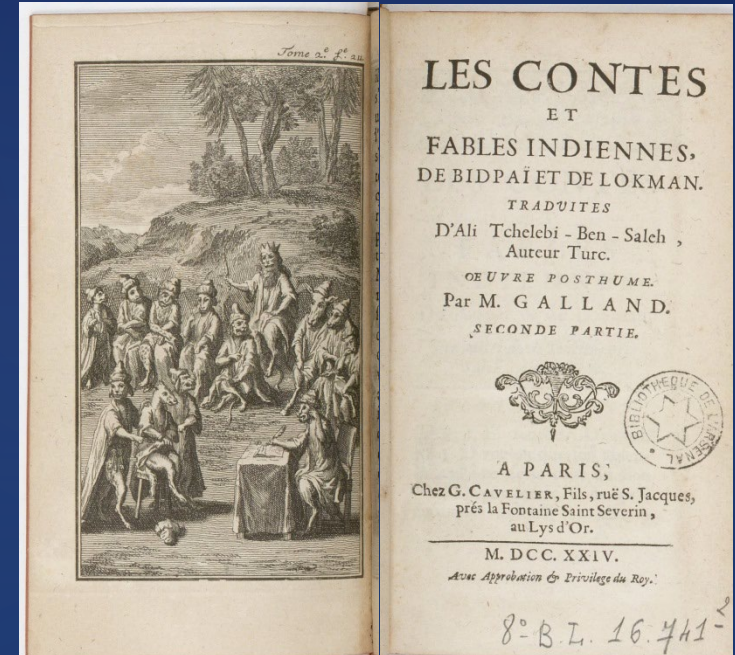 Tome 2e. fe.
LES CONTES
ET
FABLES INDIENNES,
DE BIDPAÏ ET DE LOKMAN.
TRADVITES
D'Ali Tchelebi - Ben - Saleh ,
Auteur Turc.
OEUVRE POSTHUME.
Par M. GALLAND.
SECONDE PARTIE.
BIBLIOTHEQUE DE L'ARSENAL
A PARIS,
Chez G. CAVELIER, Fils, ruë S. Jacques,
prés la Fontaine Saint Severin ,
au Lys d'Or.
M. DCC. XXIV.
Avec Approbation & Privilege du Roy.
8° B.L. 16.741-2